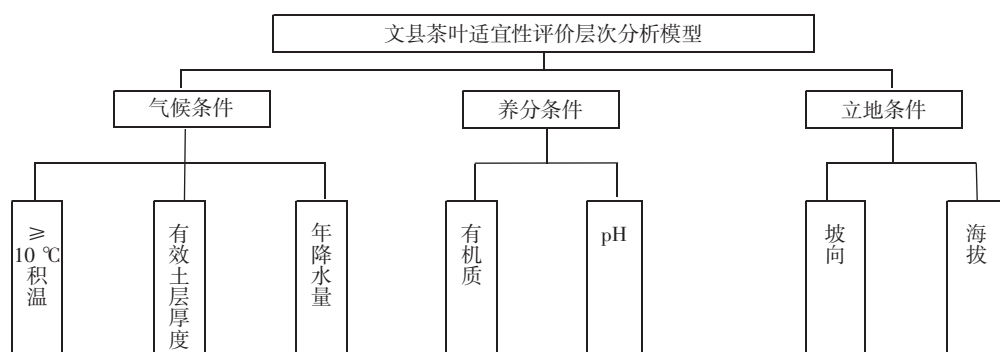 文县茶叶适宜性评价层次分析模型
气候条件
养分条件
立地条件
≥
10 ℃
积温
有效土层厚度
年降水量
有机质
pH
坡向
海拔